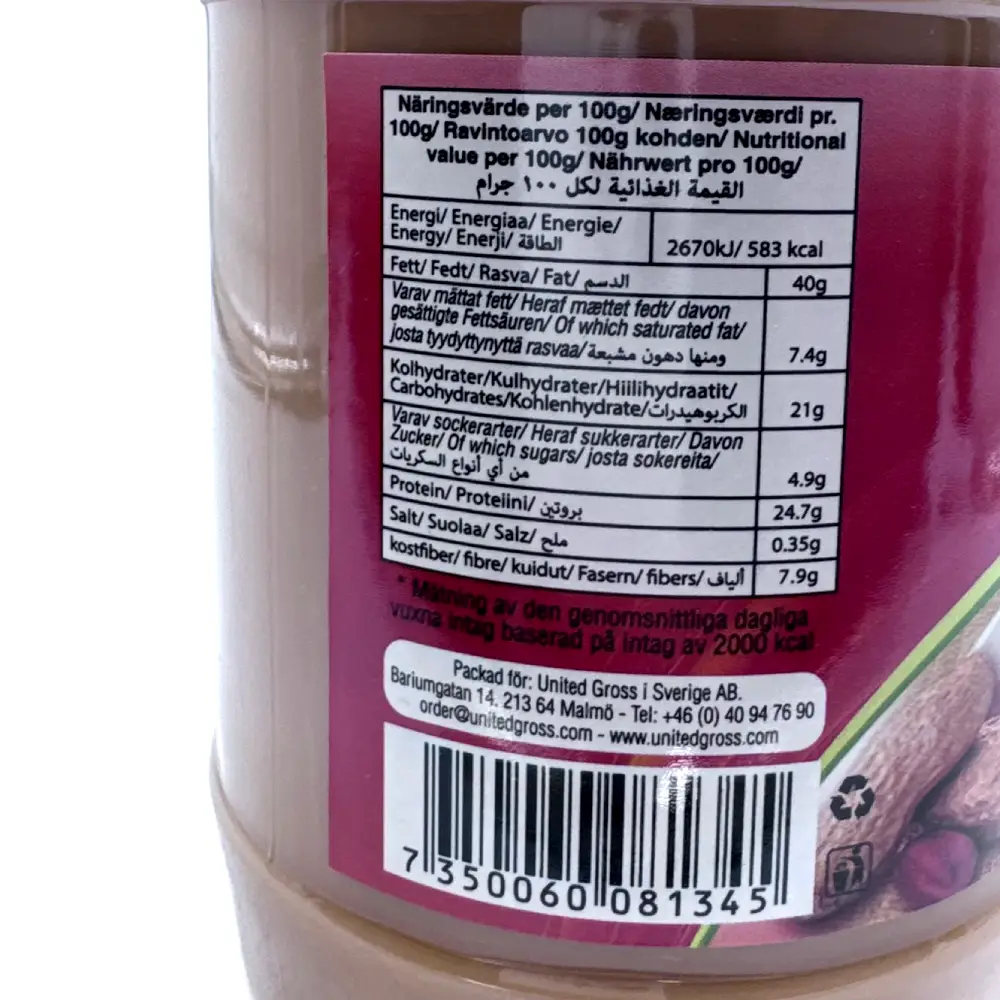 Näringsvärde per 100g/ Næringsværdi pr.
100g/ Ravintoarvo 100g kohden/ Nutritional
value per 100g/ Nährwert pro 100g/
القيمة الغذائية لكل ١٠٠ جرام
Energi/ Energiaa/ Energie/
Energy/ Enerji/ الطاقة
2670kJ/ 583 kcal
Fett/ Fedt/ Rasva/ Fat/ الدسم
40g
Varav mättat fett/ Heraf mættet fedt/ davon
gesättigte Fettsäuren/ Of which saturated fat/
josta tyydyttynyttä rasvaa/ ومنها دهون مشبعة
7.4g
Kolhydrater/Kulhydrater/Hiilihydraatit/
Carbohydrates/Kohlenhydrate/الكربوهيدرات
21g
Varav sockerarter/ Heraf sukkerarter/ Davon
Zucker/ Of which sugars/ josta sokereita/
من أي أنواع السكريات
4.9g
Protein/ Proteiini/ بروتين
24.7g
Salt/ Suolaa/ Salz/ ملح
0.35g
kostfiber/ fibre/ kuidut/ Fasern/ fibers/ ألياف
7.9g
* Mätning av den genomsnittliga dagliga
vuxna intag baserad på intag av 2000 kcal
Packad för: United Gross i Sverige AB.
Bariumgatan 14, 213 64 Malmö - Tel: +46 (0) 40 94 76 90
order@unitedgross.com - www.unitedgross.com
7 350060 081345